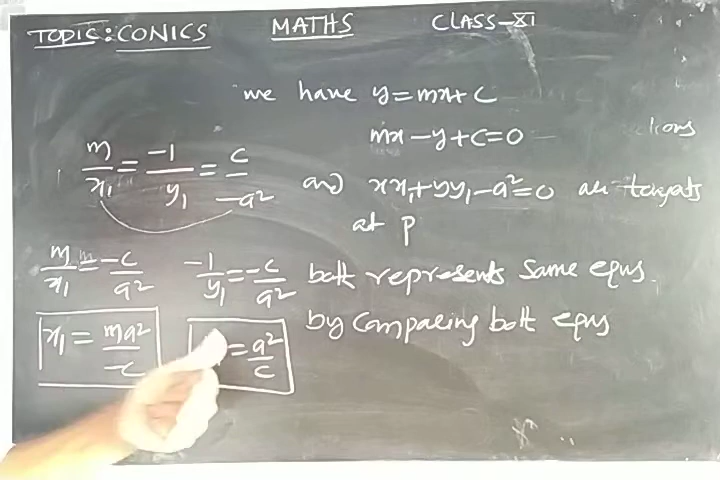 TOPIC: CONICS MATHS CLASS-XI
we have y=mx+c
mx-y+c=0
m/x₁ = -1/y₁ = c/-a²
and xx₁+yy₁-a²=0 are tangents
at P
m/x₁ = -c/a² -1/y₁ = -c/a² both represents same eqns.
x₁ = ma²/-c = a²/c by comparing both eqns